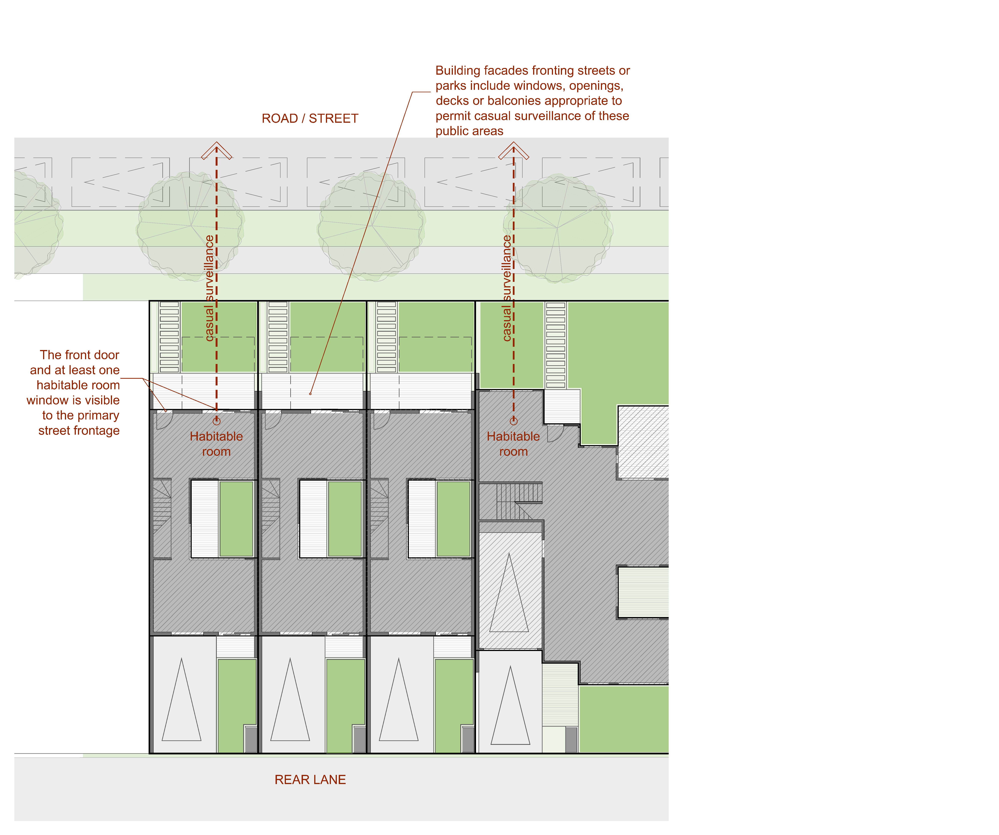 Building facades fronting streets or
parks include windows, openings,
decks or balconies appropriate to
permit casual surveillance of these
public areas
ROAD / STREET
casual surveillance
casual surveillance
The front door
and at least one
habitable room
window is visible
to the primary
street frontage
Habitable
room
Habitable
room
REAR LANE